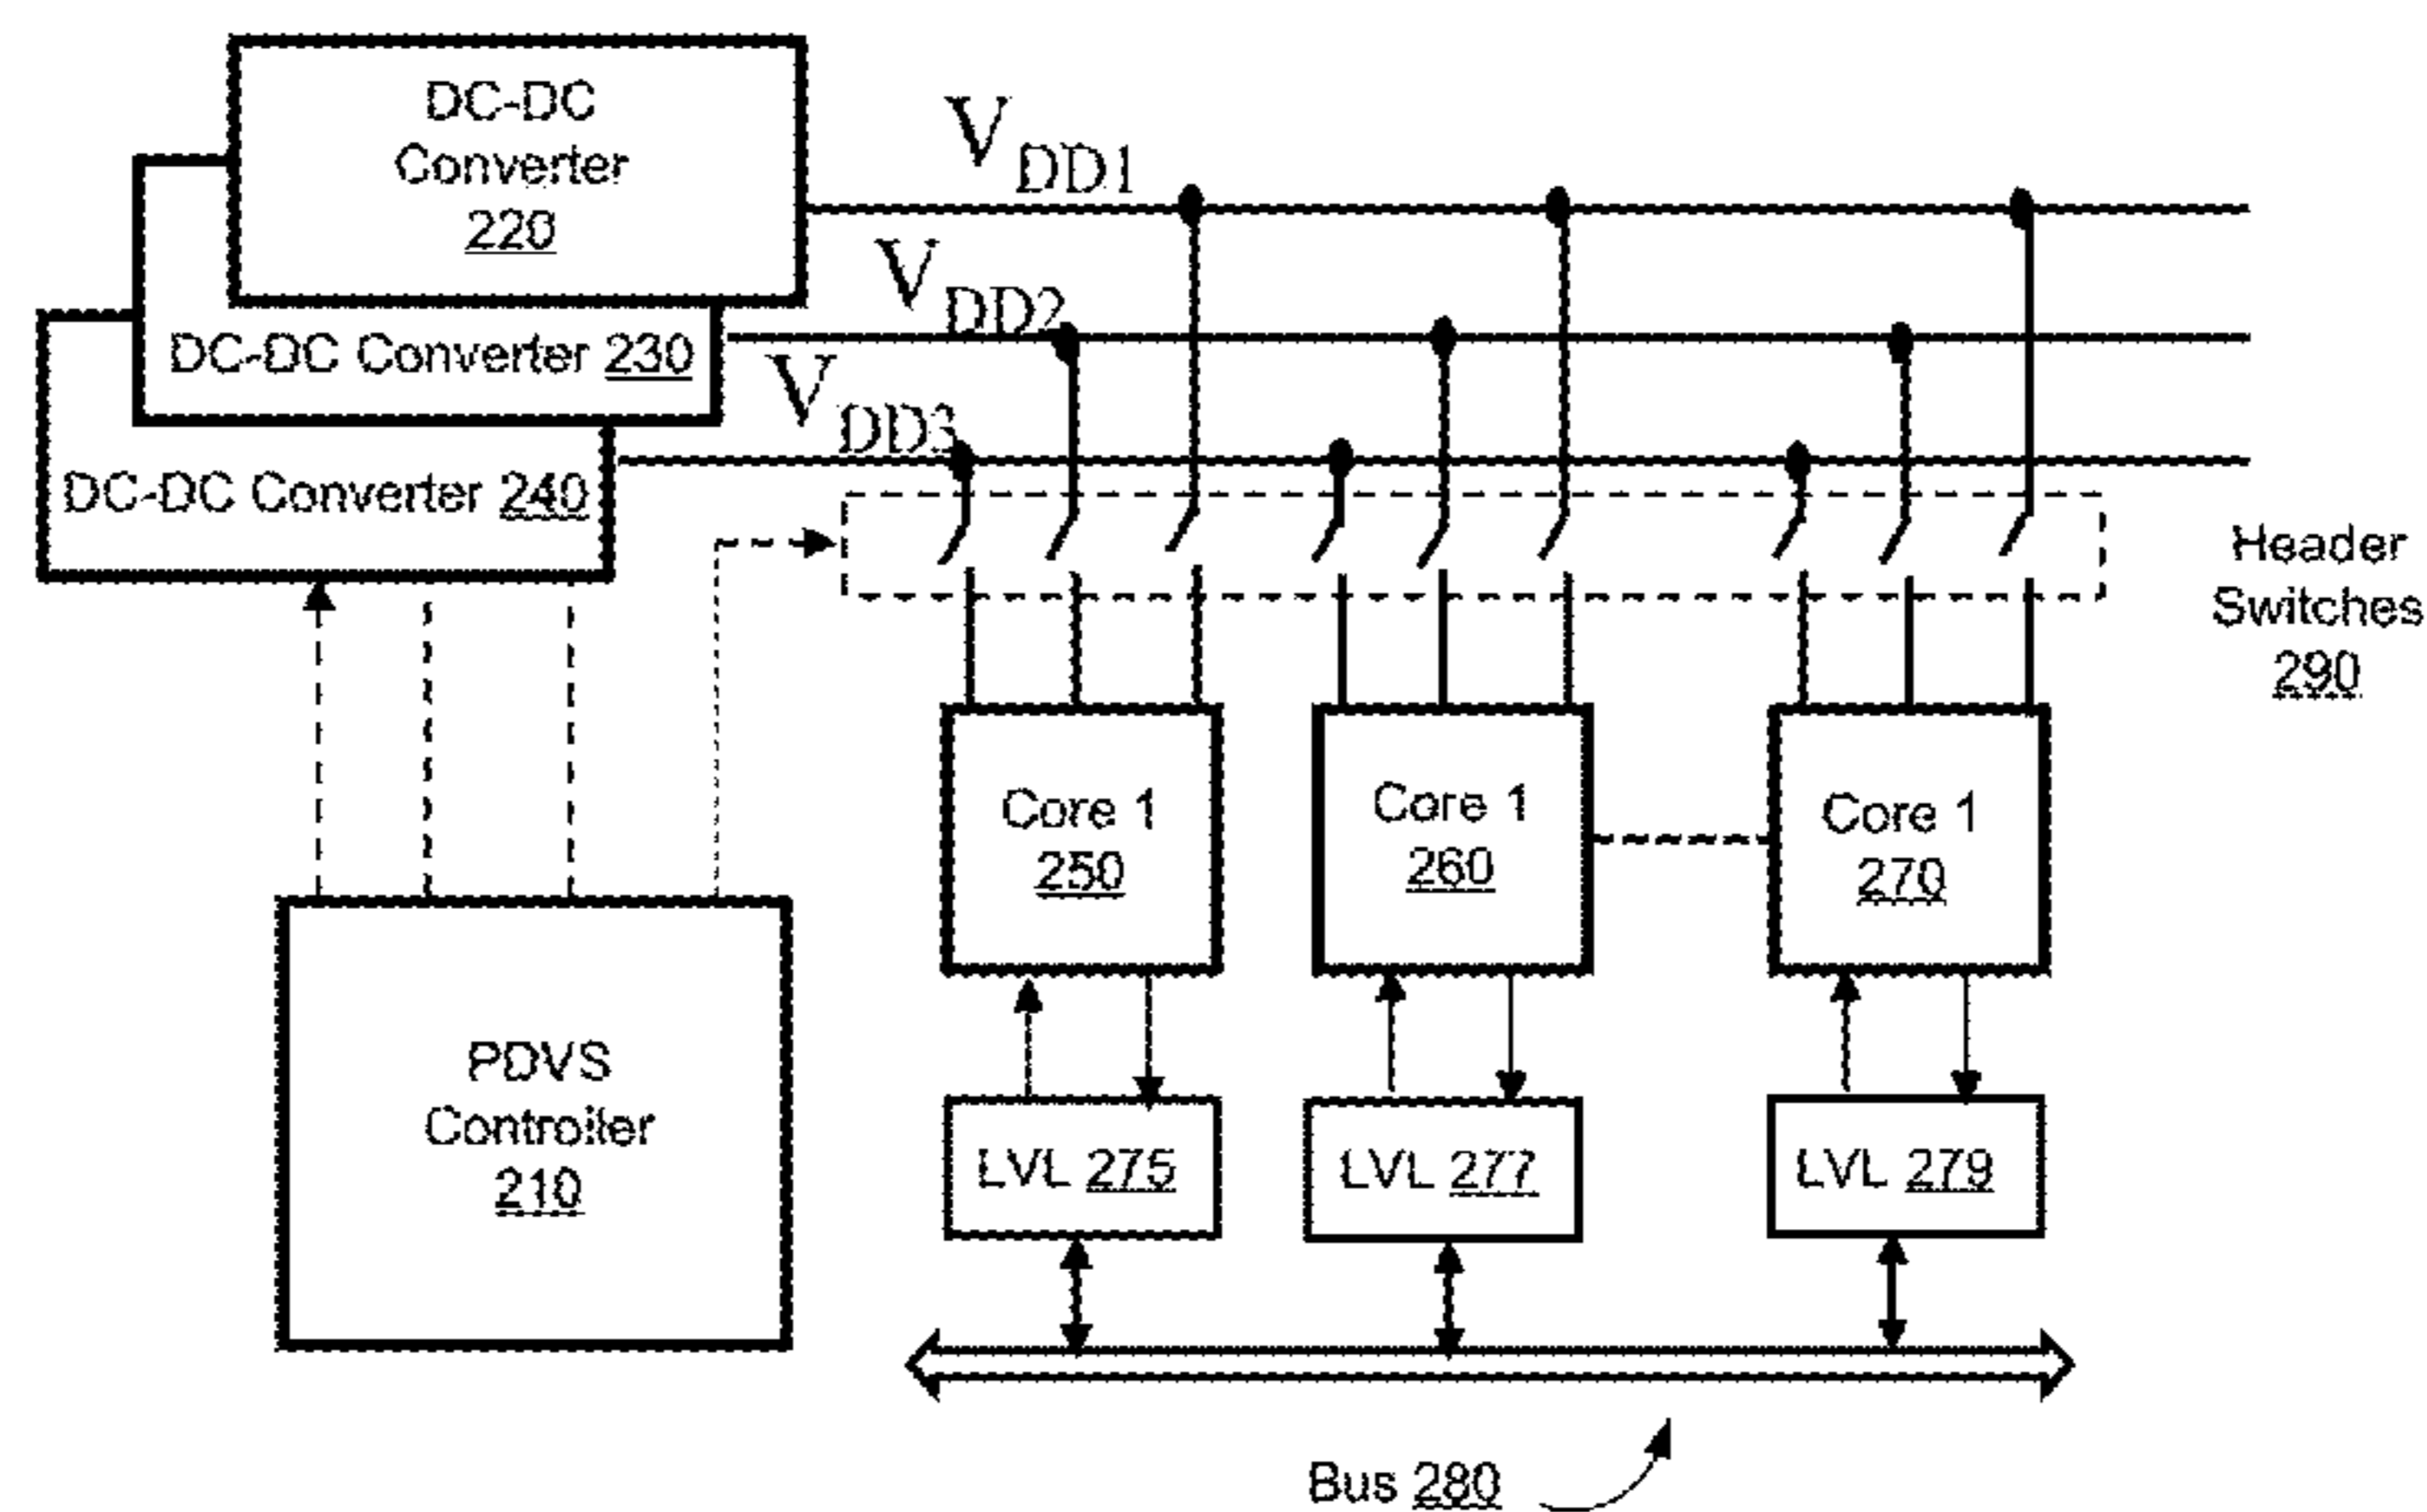 DC-DC
Converter
220
DC-DC Converter 230
DC-DC Converter 240
VDD1
VDD2
VDD3
Header
Switches
290
Core 1
250
Core 1
260
Core 1
270
PDVS
Controller
210
LVL 275
LVL 277
LVL 279
Bus 280